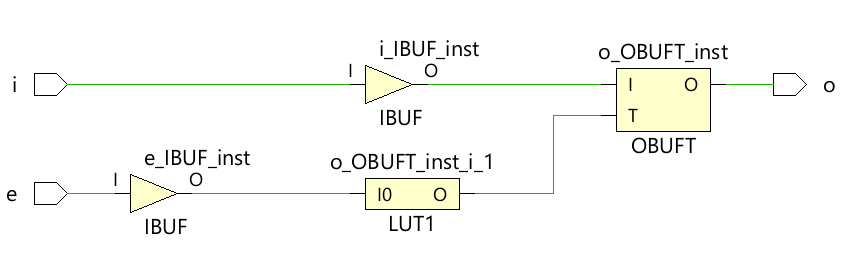 i_IBUF_inst
o_OBUFT_inst
i
I
O
I
O
o
IBUF
T
OBUFT
e_IBUF_inst
o_OBUFT_inst_i_1
e
I
O
I0
O
IBUF
LUT1